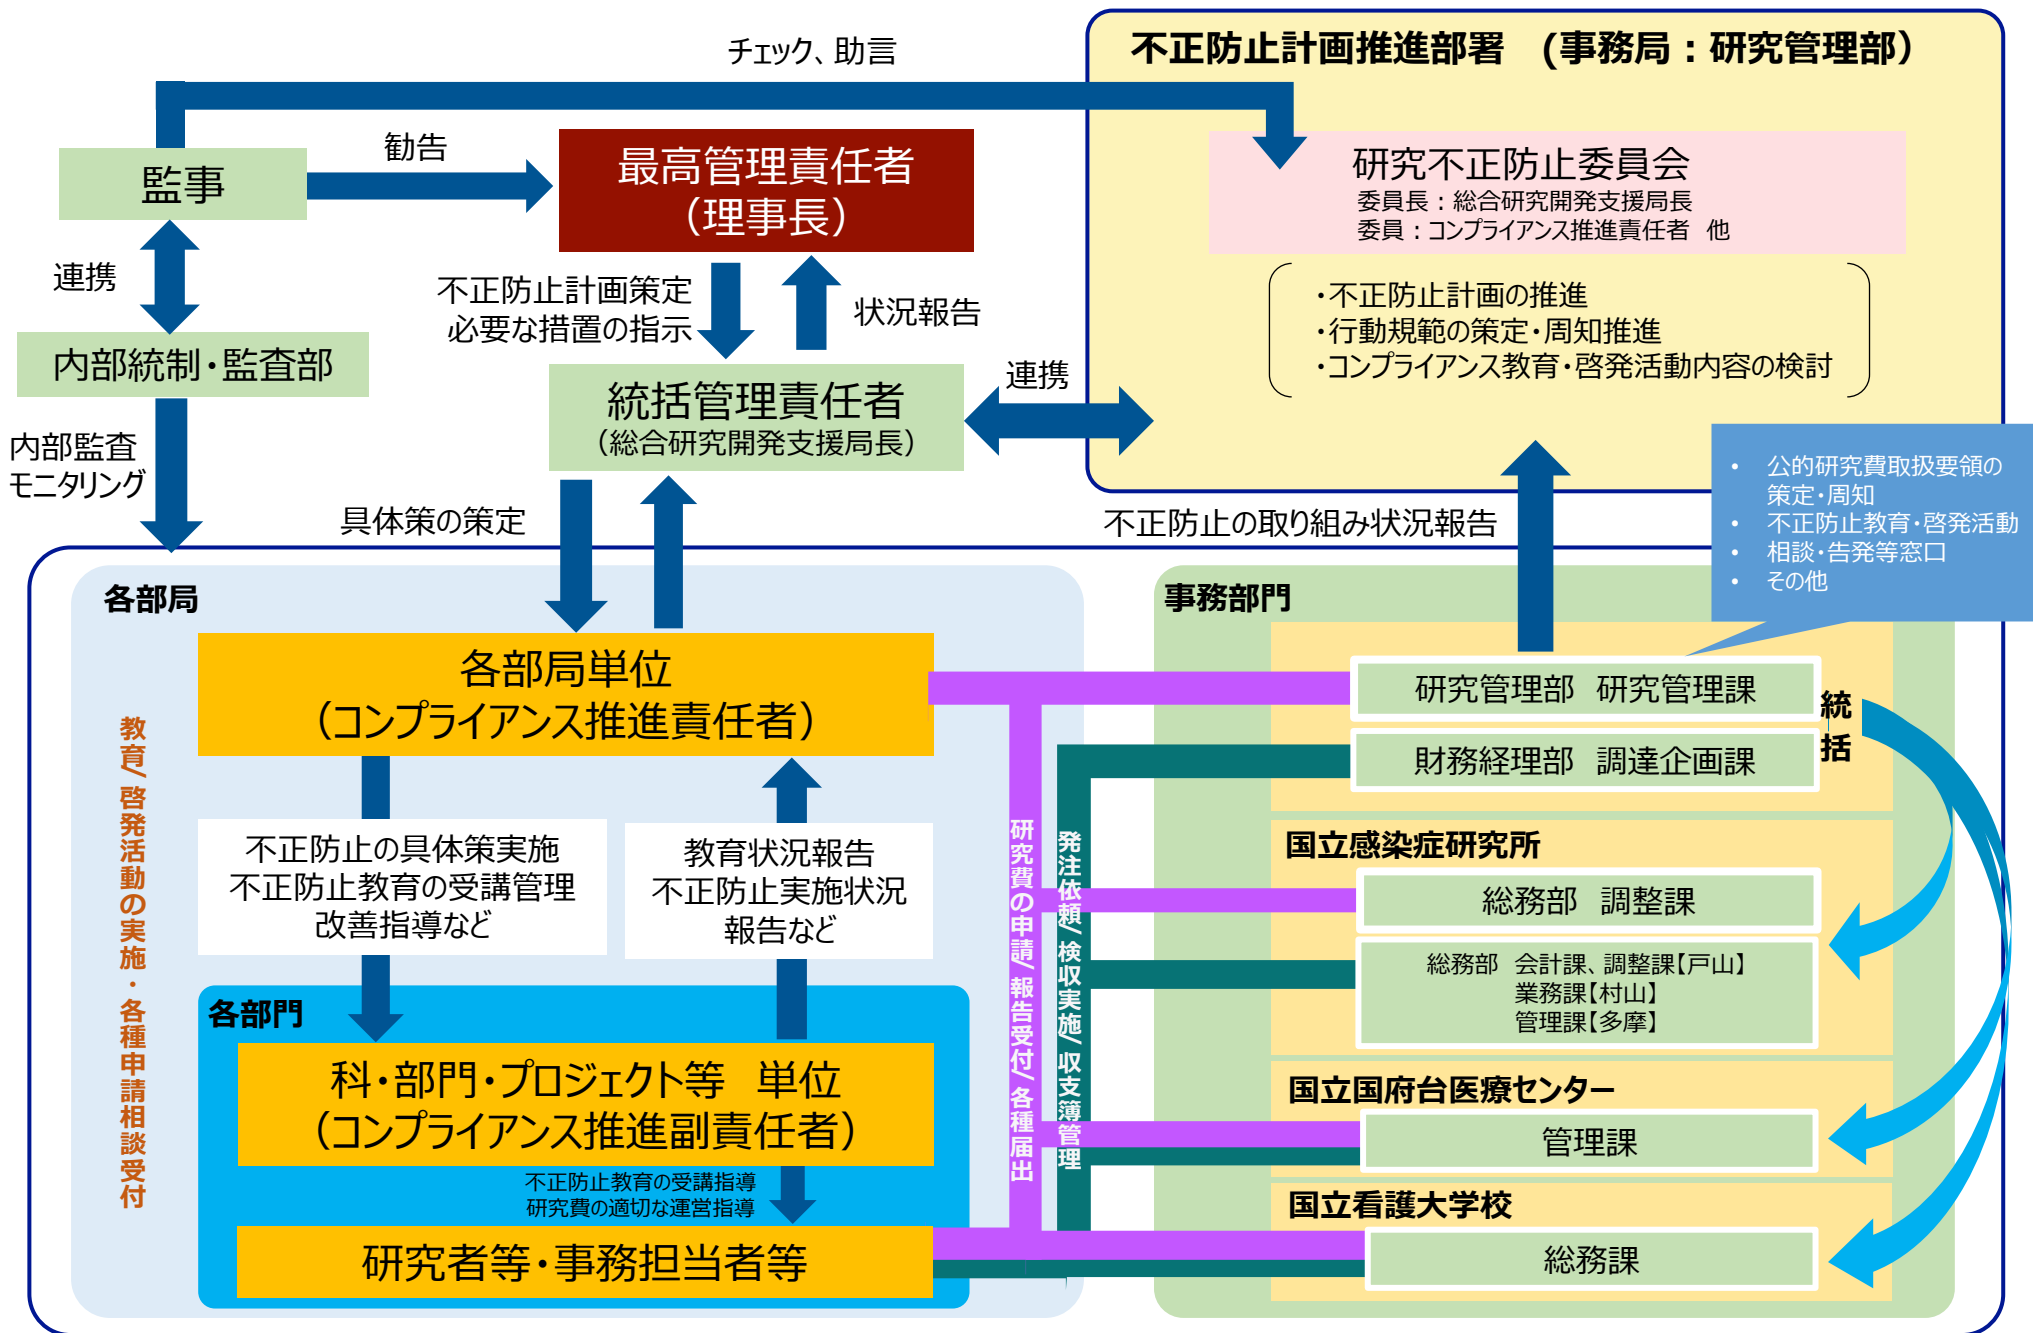 チェック、助言
不正防止計画推進部署　(事務局：研究管理部）
監事
勧告
最高管理責任者
（理事長）
研究不正防止委員会
委員長：総合研究開発支援局長
委員：コンプライアンス推進責任者　他
連携
不正防止計画策定
必要な措置の指示
状況報告
・不正防止計画の推進
・行動規範の策定・周知推進
・コンプライアンス教育・啓発活動内容の検討
内部統制・監査部
統括管理責任者
（総合研究開発支援局長）
連携
内部監査
モニタリング
具体策の策定
不正防止の取り組み状況報告
• 公的研究費取扱要領の
策定・周知
• 不正防止教育・啓発活動
• 相談・告発等窓口
• その他
各部局
各部局単位
（コンプライアンス推進責任者）
教育/啓発活動の実施・各種申請相談受付
不正防止の具体策実施
不正防止教育の受講管理
改善指導など
教育状況報告
不正防止実施状況
報告など
各部門
科・部門・プロジェクト等　単位
（コンプライアンス推進副責任者）
不正防止教育の受講指導
研究費の適切な運営指導
研究者等・事務担当者等
研究費の申請/報告受付/各種届出
発注依頼/検収実施/収支簿管理
事務部門
研究管理部　研究管理課
財務経理部　調達企画課
統括
国立感染症研究所
総務部　調整課
総務部　会計課、調整課【戸山】
業務課【村山】
管理課【多摩】
国立国府台医療センター
管理課
国立看護大学校
総務課